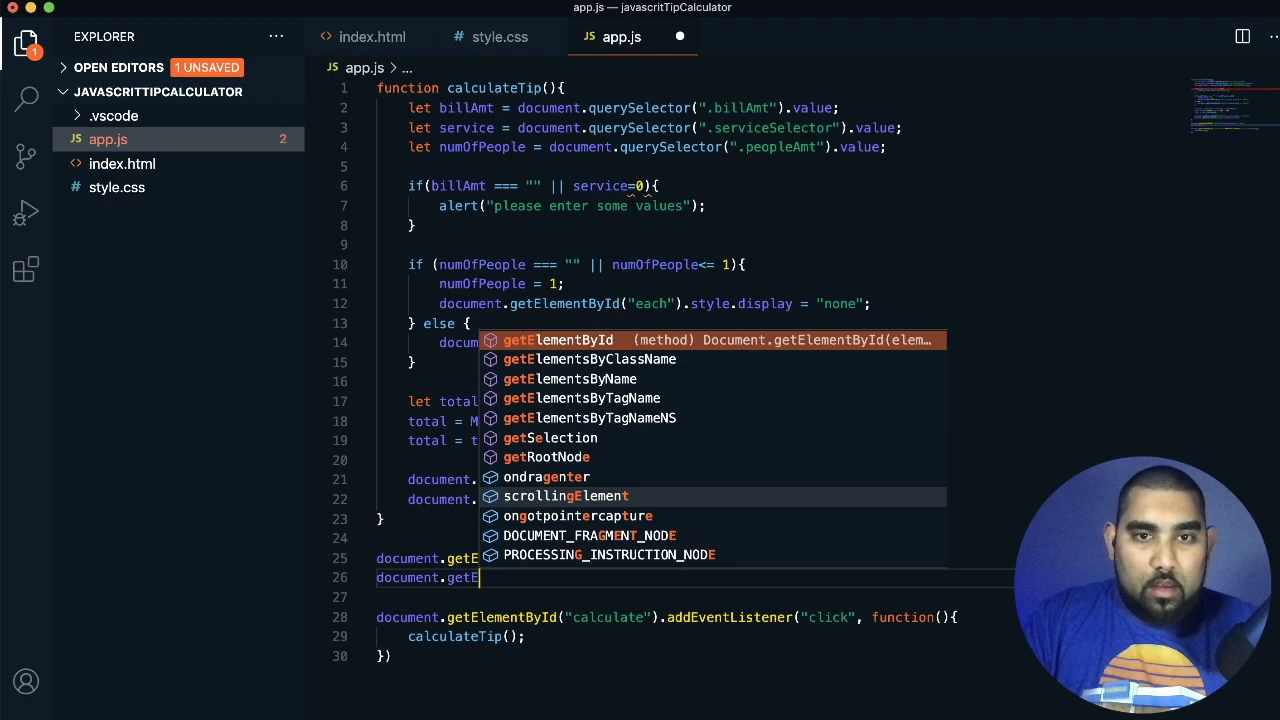 app.js — javascritTipCalculator
EXPLORER
index.html
# style.css
JS app.js
OPEN EDITORS 1 UNSAVED
JS app.js > ...
JAVASCRITTIPCALCULATOR
.vscode
JS app.js 2
index.html
# style.css
1
1 function calculateTip(){
2 let billAmt = document.querySelector(".billAmt").value;
3 let service = document.querySelector(".serviceSelector").value;
4 let numOfPeople = document.querySelector(".peopleAmt").value;
5
6 if(billAmt === "" || service=0){
7 alert("please enter some values");
8 }
9
10 if (numOfPeople === "" || numOfPeople<= 1){
11 numOfPeople = 1;
12 document.getElementById("each").style.display = "none";
13 } else {
14 docum
15 }
16
17 let total
18 total = M
19 total = t
20
21 document.
22 document.
23 }
24
25 document.getE
26 document.getE
27
28 document.getElementById("calculate").addEventListener("click", function(){
29 calculateTip();
30 })
getElementById (method) Document.getElementById(elem…
getElementsByClassName
getElementsByName
getElementsByTagName
getElementsByTagNameNS
getSelection
getRootNode
ondragenter
scrollingElement
ongotpointercapture
DOCUMENT_FRAGMENT_NODE
PROCESSING_INSTRUCTION_NODE